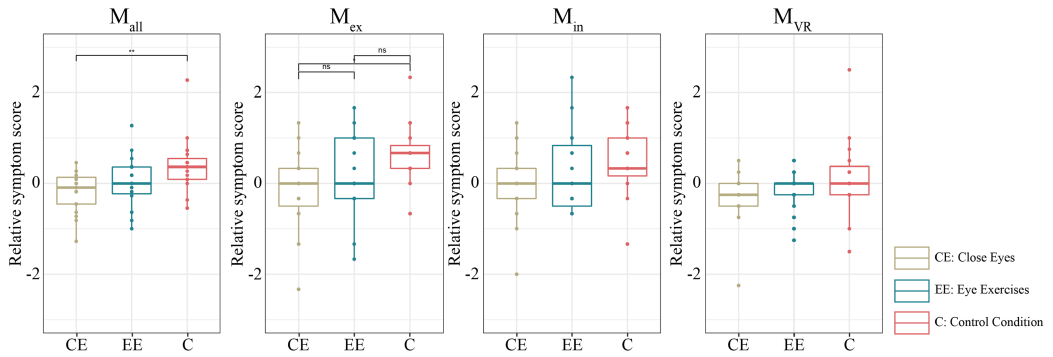 M_all
M_ex
M_in
M_VR
Relative symptom score
2
0
-2
**
CE
EE
C
Relative symptom score
2
0
-2
ns
*
ns
CE
EE
C
Relative symptom score
2
0
-2
CE
EE
C
Relative symptom score
2
0
-2
CE
EE
C
CE: Close Eyes
EE: Eye Exercises
C: Control Condition